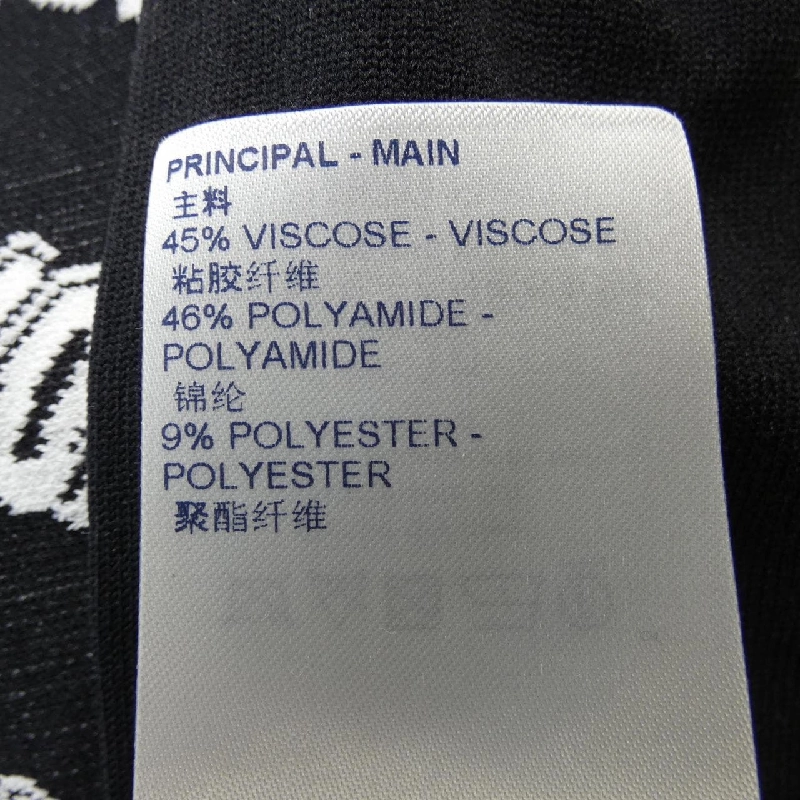 PRINCIPAL - MAIN
主料
45% VISCOSE - VISCOSE
粘胶纤维
46% POLYAMIDE -
POLYAMIDE
锦纶
9% POLYESTER -
POLYESTER
聚酯纤维